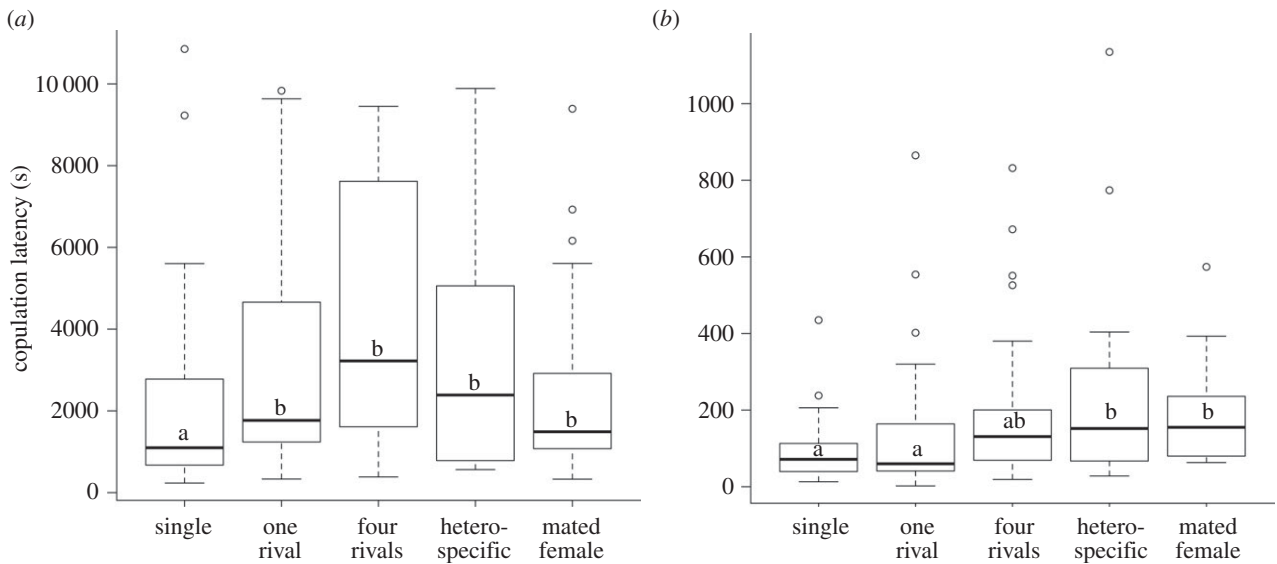 (a)
copulation latency (s)
10 000
8000
6000
4000
2000
0
a
b
b
b
b
single
one
rival
four
rivals
hetero-
specific
mated
female
(b)
1000
800
600
400
200
0
a
a
ab
b
b
single
one
rival
four
rivals
hetero-
specific
mated
female